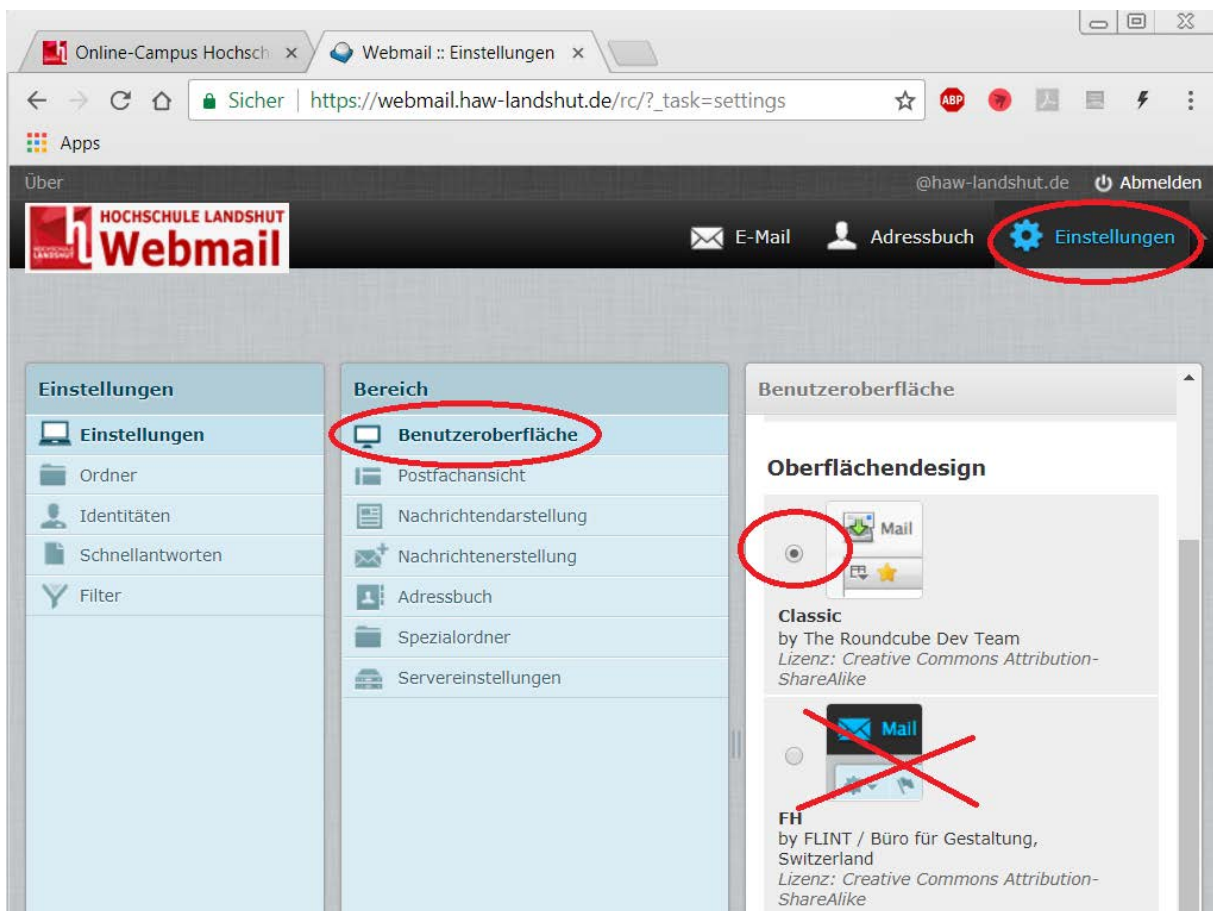 Online-Campus Hochsch
Webmail :: Einstellungen
Sicher | https://webmail.haw-landshut.de/rc/?_task=settings
ABP
Apps
Über
@haw-landshut.de
Abmelden
HOCHSCHULE LANDSHUT
Webmail
E-Mail
Adressbuch
Einstellungen
Einstellungen
Einstellungen
Ordner
Identitäten
Schnellantworten
Filter
Bereich
Benutzeroberfläche
Postfachansicht
Nachrichtendarstellung
Nachrichtenerstellung
Adressbuch
Spezialordner
Servereinstellungen
Benutzeroberfläche
Oberflächendesign
Mail
Classic
by The Roundcube Dev Team
Lizenz: Creative Commons Attribution-
ShareAlike
Mail
FH
by FLINT / Büro für Gestaltung,
Switzerland
Lizenz: Creative Commons Attribution-
ShareAlike